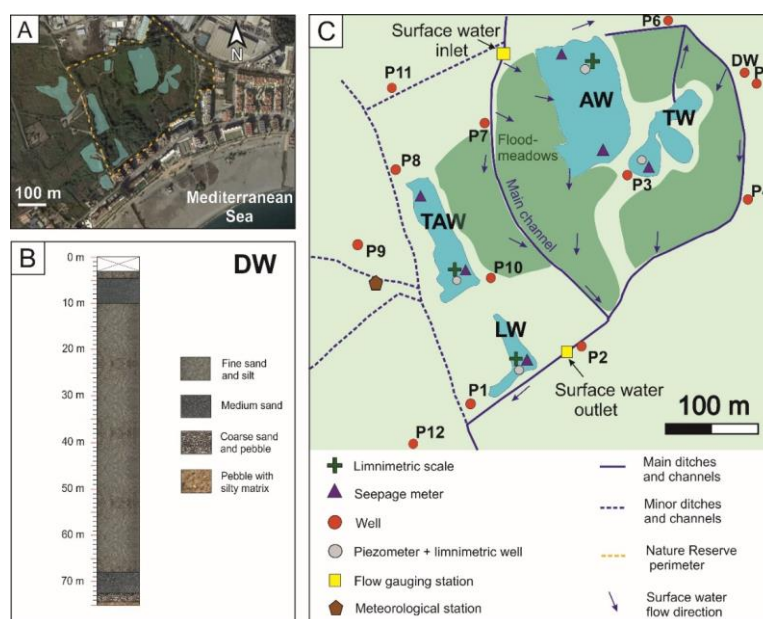 A
N
100 m
Mediterranean
Sea
B
DW
0 m
10 m
20 m
30 m
40 m
50 m
60 m
70 m
Fine sand
and silt
Medium sand
Coarse sand
and pebble
Pebble with
silty matrix
C
Surface water
inlet
P6
DW
P11
AW
TW
P7
Flood-
meadows
P8
P3
Main channel
TAW
P9
P10
LW
P2
P1
Surface water
outlet
P12
100 m
Limnimetric scale
Seepage meter
Well
Piezometer + limnimetric well
Flow gauging station
Meteorological station
Main ditches
and channels
Minor ditches
and channels
Nature Reserve
perimeter
Surface water
flow direction